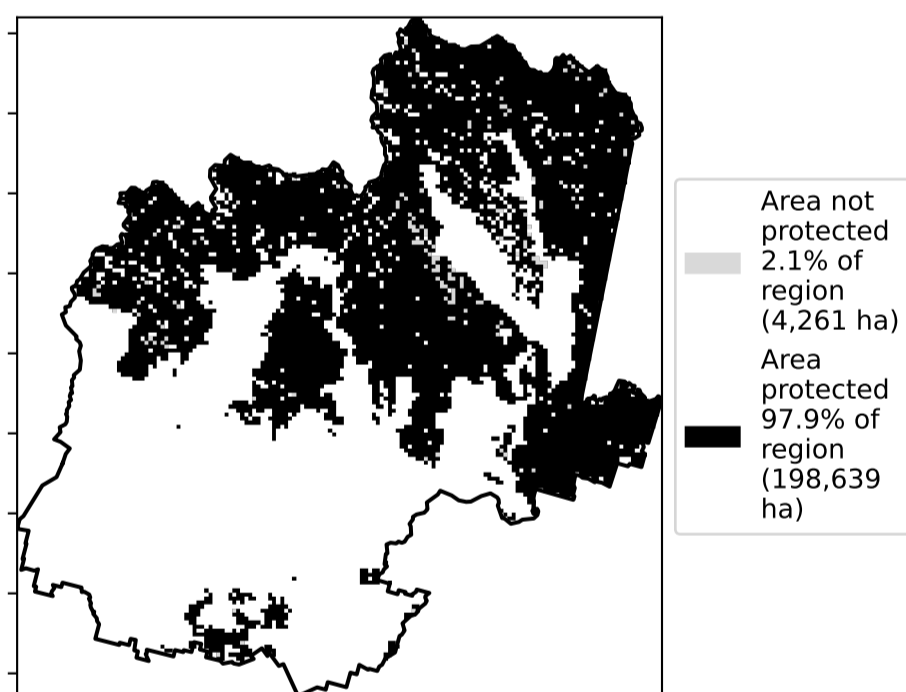 Area not
protected
2.1% of
region
(4,261 ha)
Area
protected
97.9% of
region
(198,639
ha)